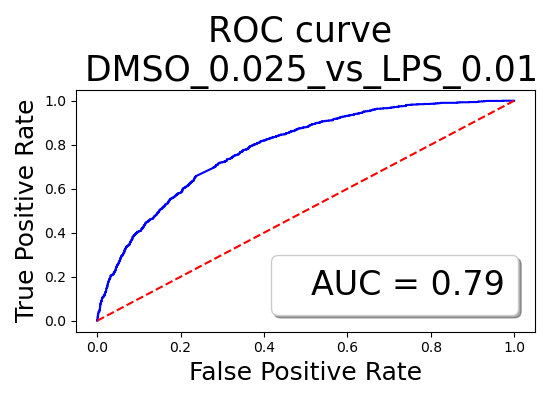 ROC curve
DMSO_0.025_vs_LPS_0.01
True Positive Rate
1.0
0.8
0.6
0.4
0.2
0.0
AUC = 0.79
0.0 0.2 0.4 0.6 0.8 1.0
False Positive Rate